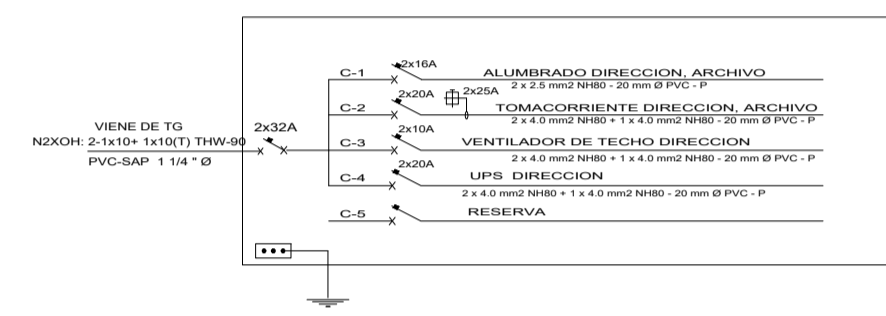 VIENE DE TG
N2XOH: 2-1x10+ 1x10(T) THW-90
PVC-SAP 1 1/4 " Ø
2x32A
C-1
2x16A
ALUMBRADO DIRECCION, ARCHIVO
2 x 2.5 mm2 NH80 - 20 mm Ø PVC - P
C-2
2x20A
2x25A
TOMACORRIENTE DIRECCION, ARCHIVO
2 x 4.0 mm2 NH80 + 1 x 4.0 mm2 NH80 - 20 mm Ø PVC - P
C-3
2x10A
VENTILADOR DE TECHO DIRECCION
2 x 4.0 mm2 NH80 + 1 x 4.0 mm2 NH80 - 20 mm Ø PVC - P
C-4
2x20A
UPS DIRECCION
2 x 4.0 mm2 NH80 + 1 x 4.0 mm2 NH80 - 20 mm Ø PVC - P
C-5
RESERVA